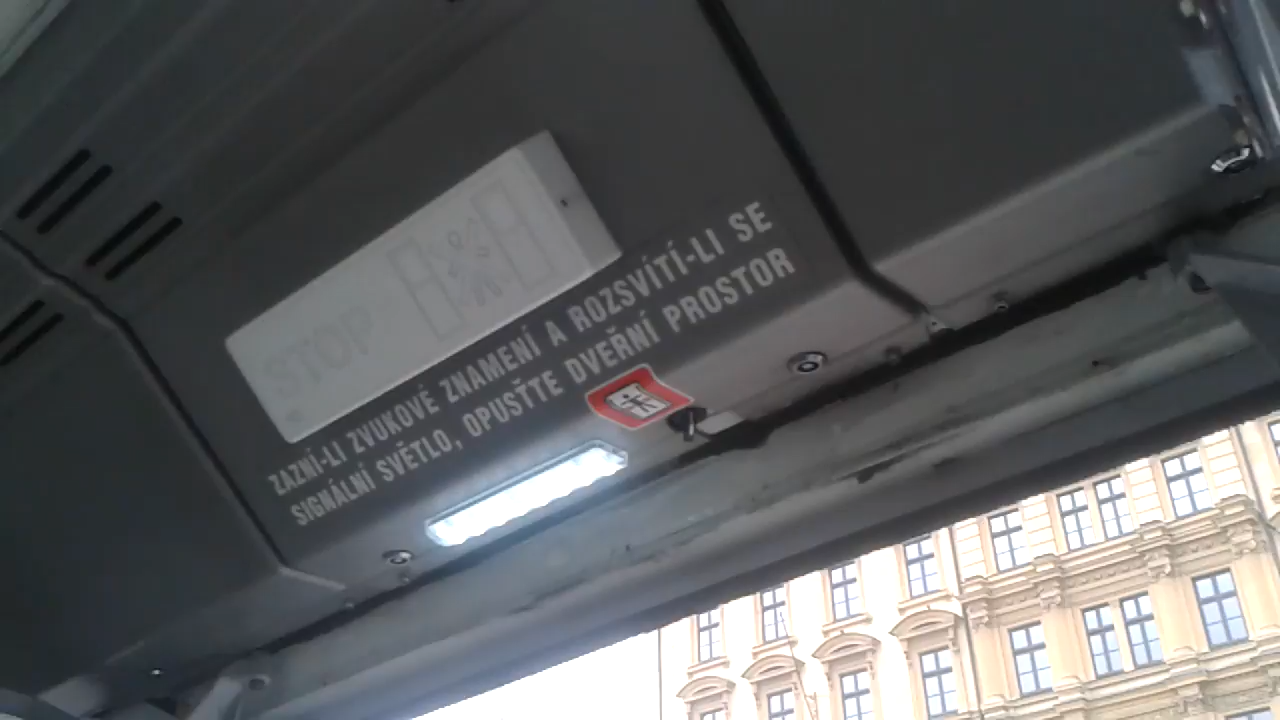 STOP
ZAZNÍ-LI ZVUKOVÉ ZNAMENÍ A ROZSVÍTÍ-LI SE
SIGNÁLNÍ SVĚTLO, OPUSŤTE DVEŘNÍ PROSTOR